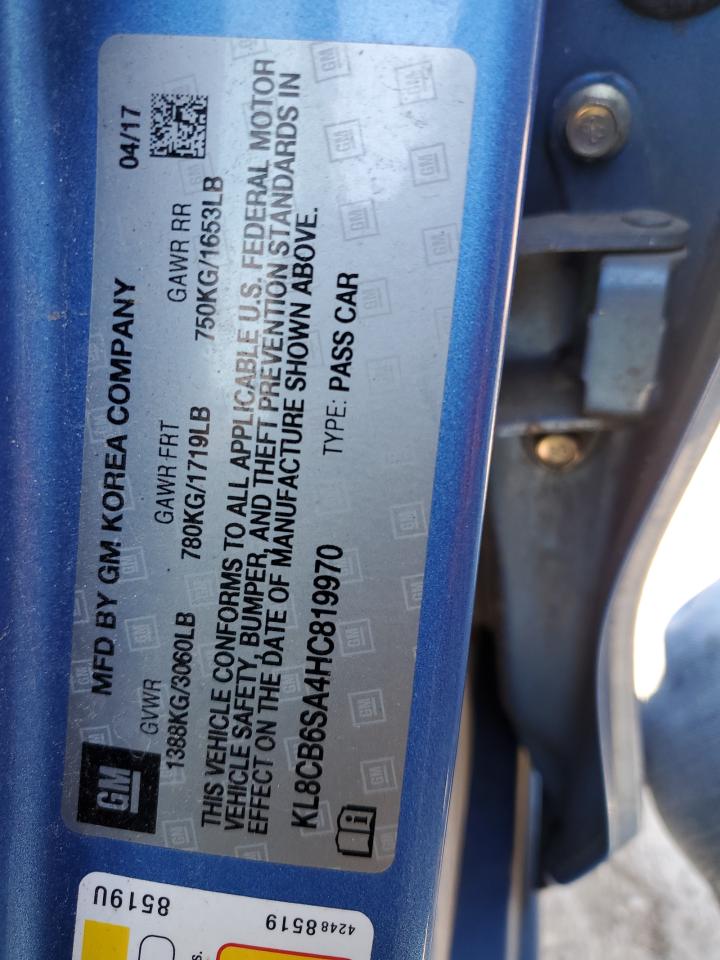 MFD BY GM KOREA COMPANY 04/17
GM
GVWR GAWR FRT GAWR RR
1388KG/3060LB 780KG/1719LB 750KG/1653LB
THIS VEHICLE CONFORMS TO ALL APPLICABLE U.S. FEDERAL MOTOR
VEHICLE SAFETY, BUMPER, AND THEFT PREVENTION STANDARDS IN
EFFECT ON THE DATE OF MANUFACTURE SHOWN ABOVE.
KL8CB6SA4HC819970 TYPE: PASS CAR
8519U
4248 8519
s.